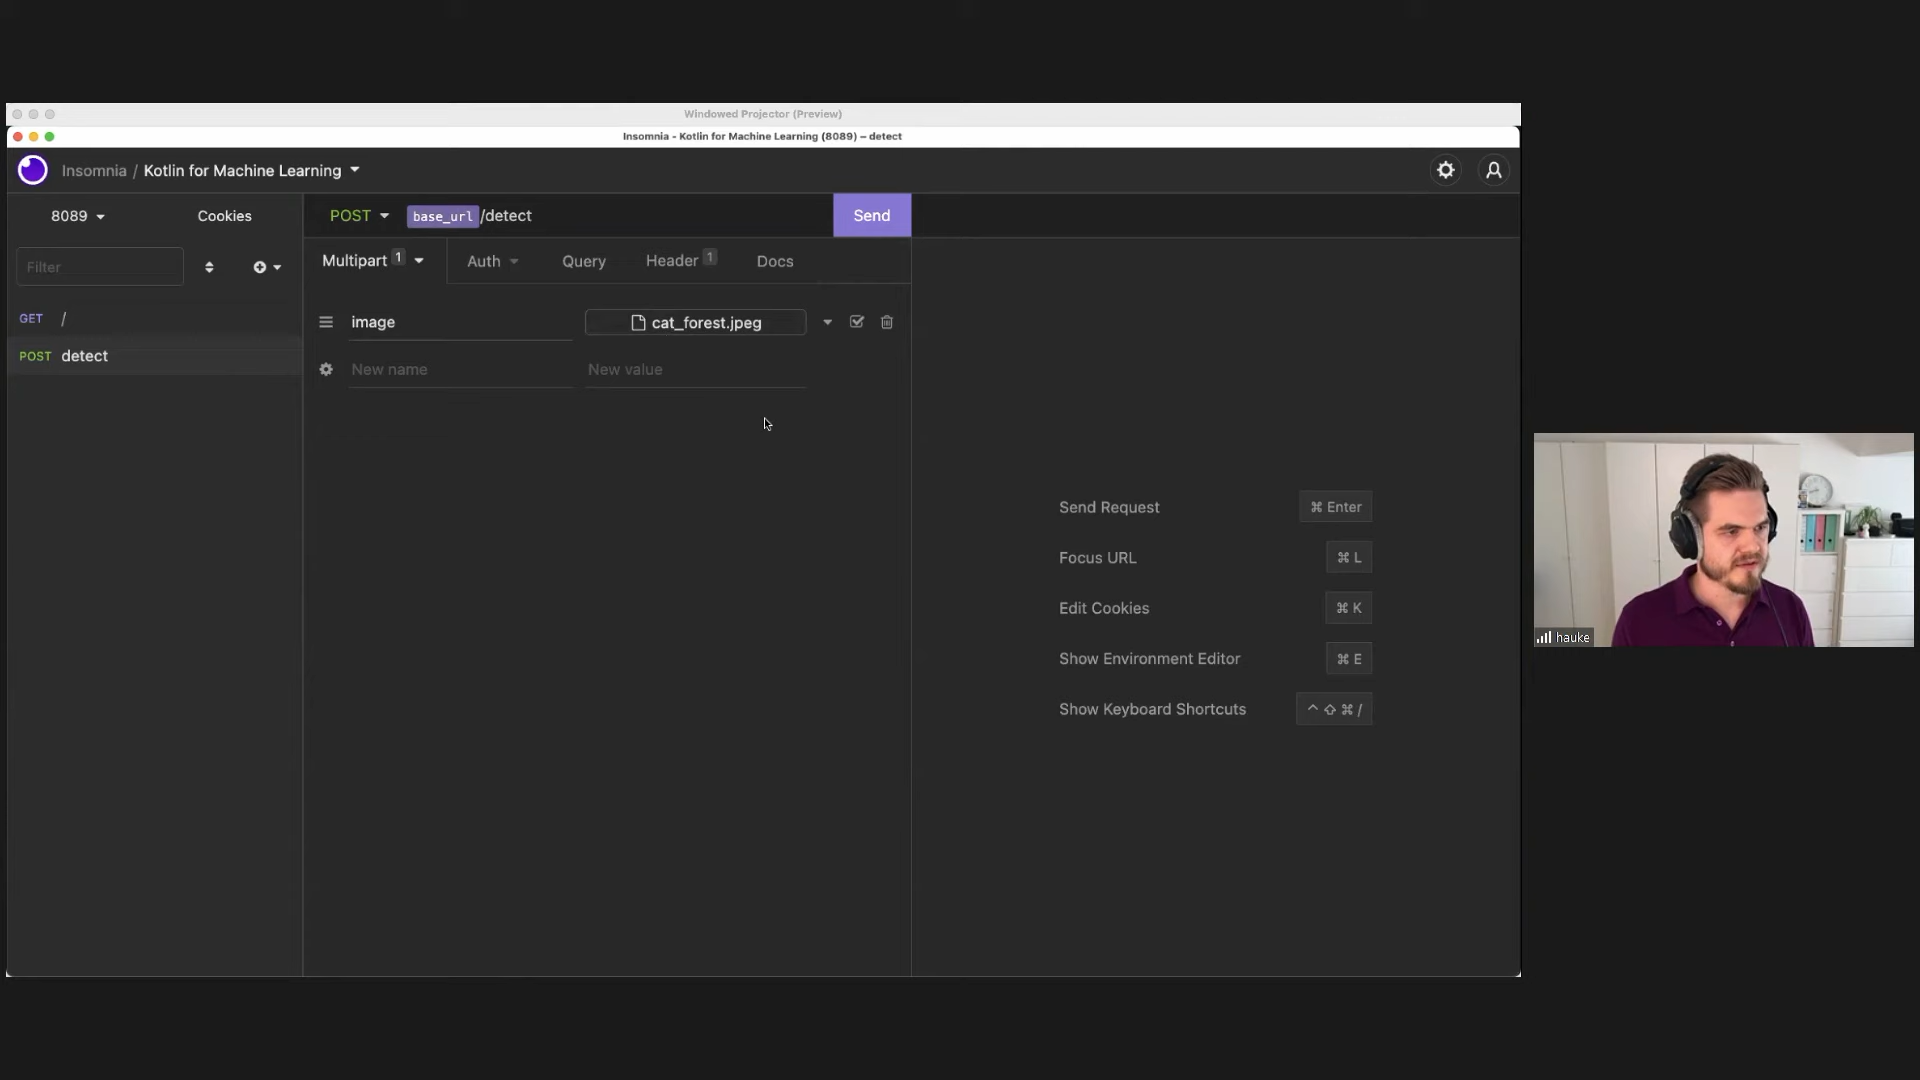 Windowed Projector (Preview)
Insomnia - Kotlin for Machine Learning (8089) – detect
Insomnia / Kotlin for Machine Learning
8089 Cookies
POST base_url/detect Send
Multipart 1 Auth Query Header 1 Docs
Filter
GET /
image cat_forest.jpeg
POST detect
New name New value
Send Request ⌘ Enter
Focus URL ⌘ L
Edit Cookies ⌘ K
Show Environment Editor ⌘ E
Show Keyboard Shortcuts ⌃ ⇧ ⌘ /
hauke